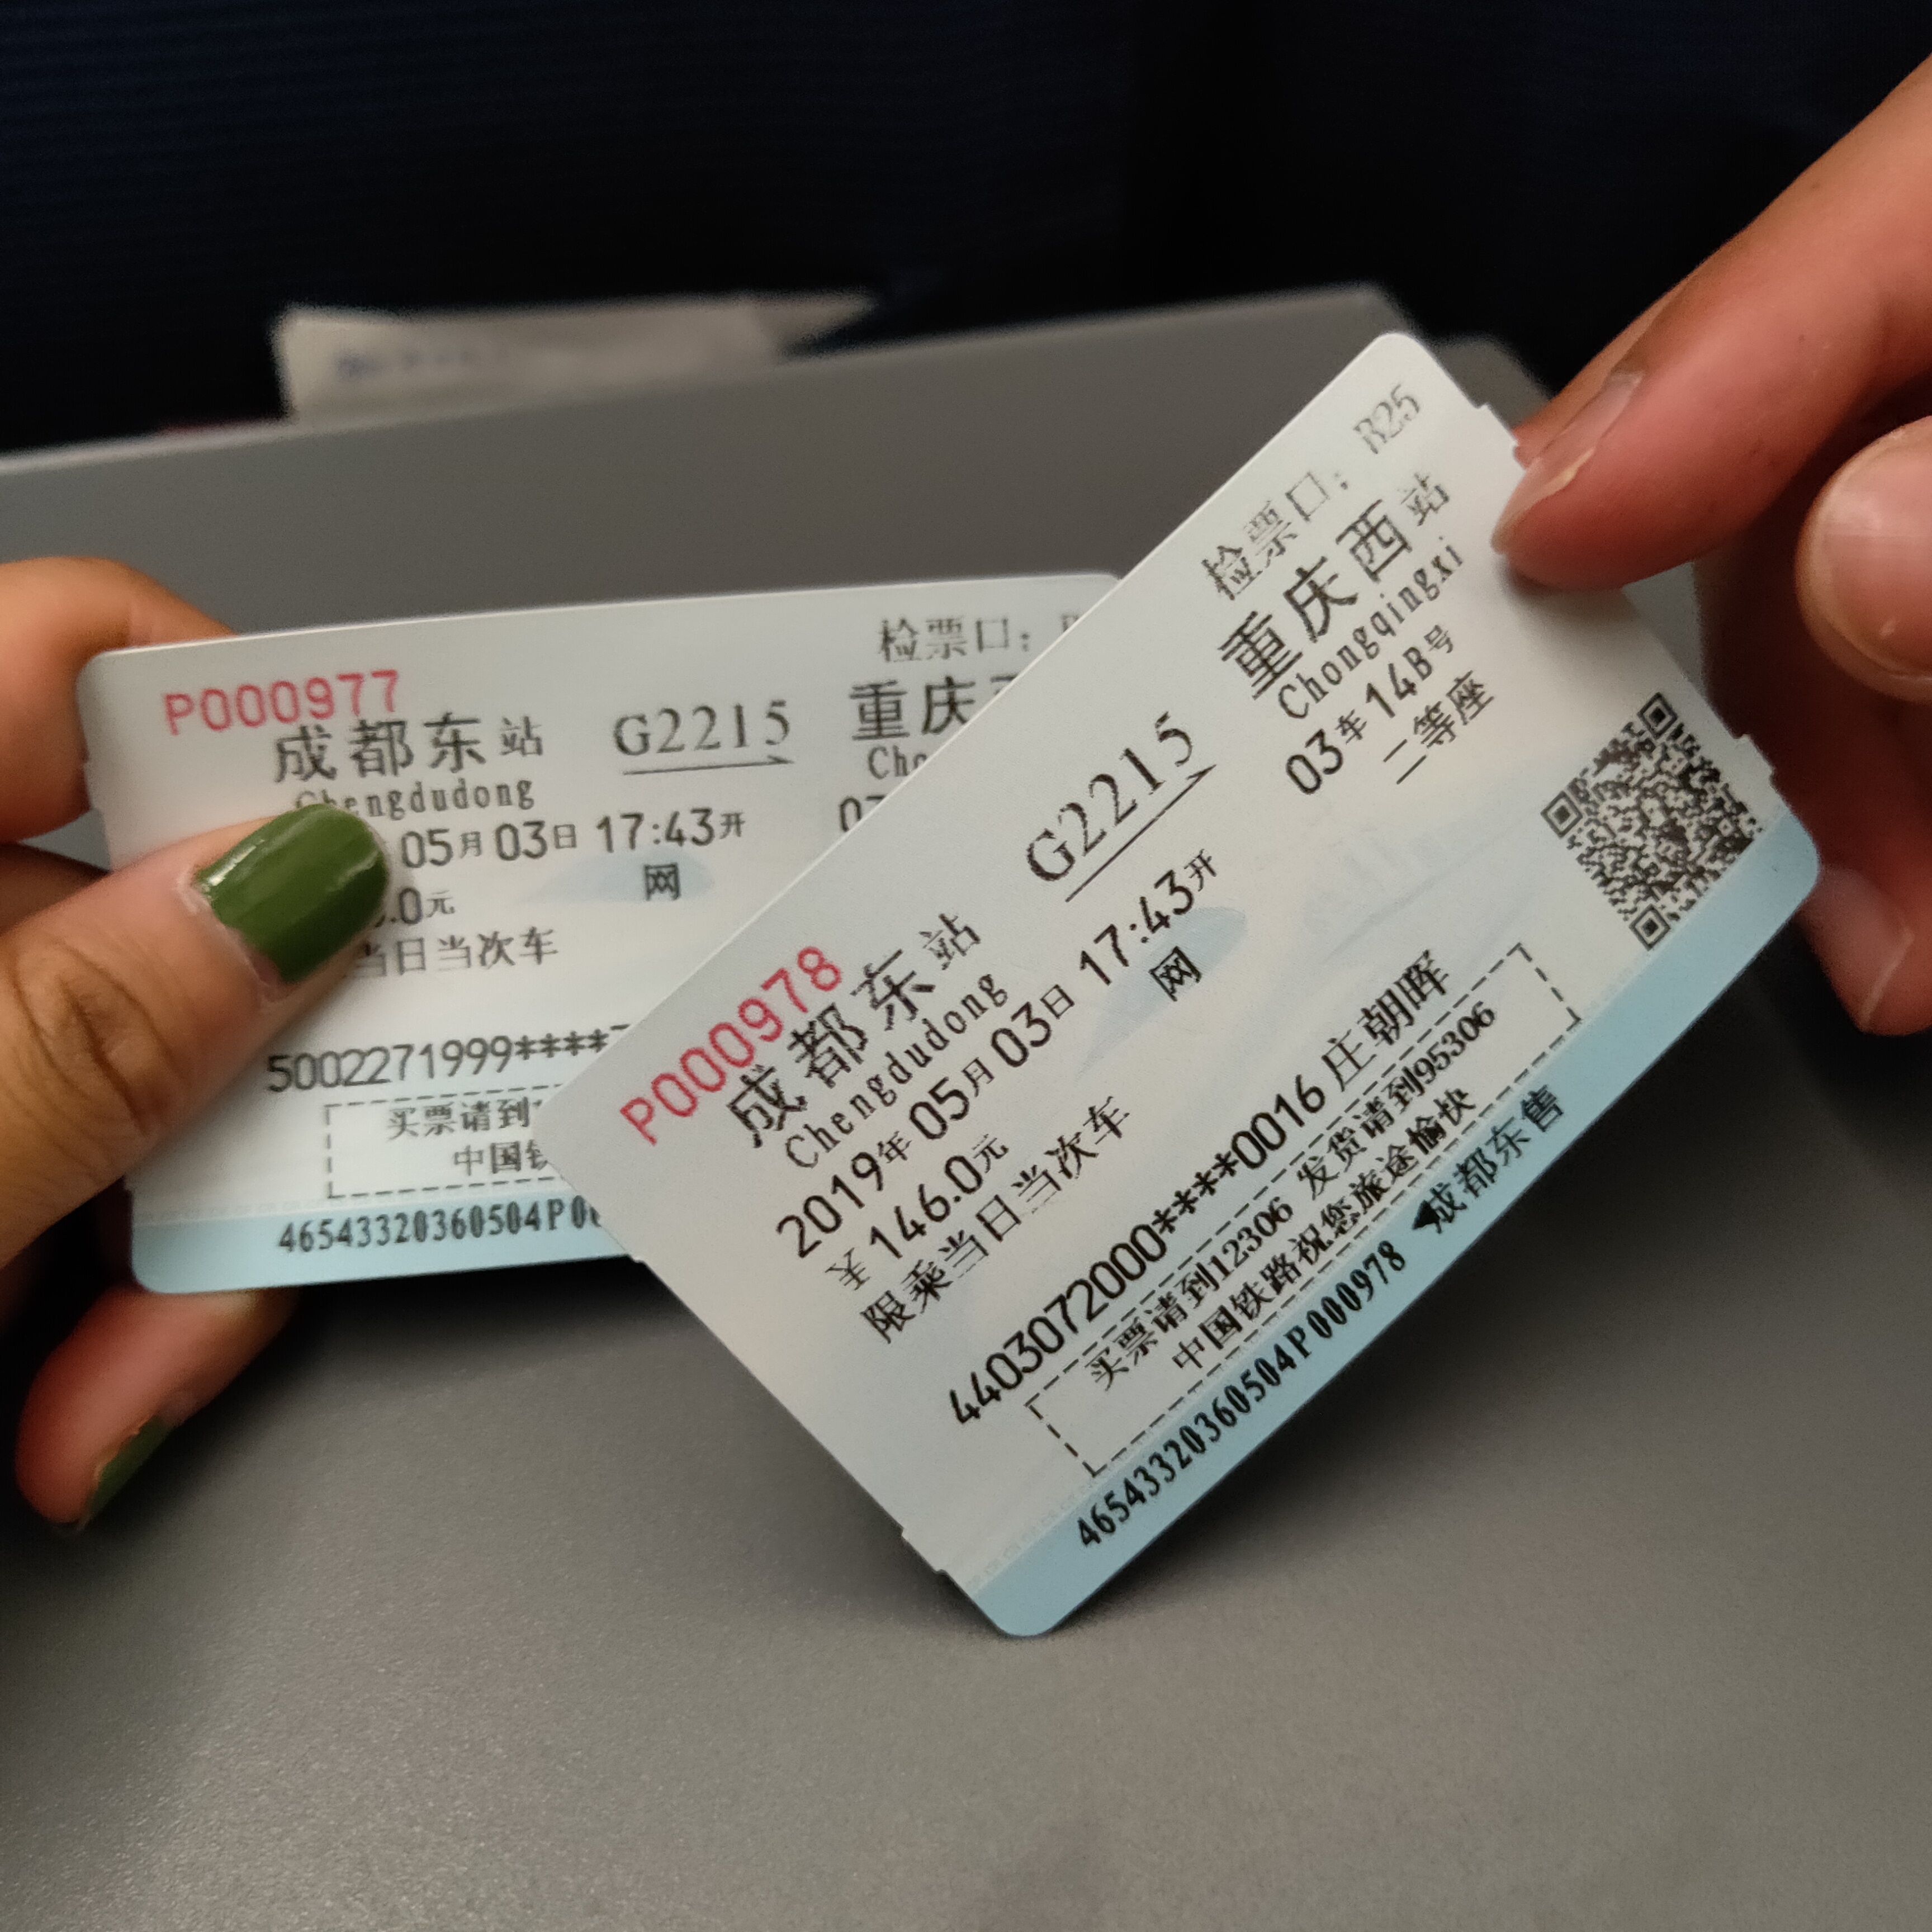 P000977
检票口：
成都东站 G2215 重庆
Chengdudong
05月03日 17:43开
网
.0元
当日当次车
5002271999****
买票请到
中国铁
46543320360504P0
检票口：B25
P000978
成都东站 G2215 重庆西站
Chengdudong Chongqingxi
2019年05月03日 17:43开 03车14B号
¥146.0元 网 二等座
限乘当日当次车
4403072000****0016 庄朝晖
买票请到12306 发货请到95306
中国铁路祝您旅途愉快
46543320360504P000978 ◀成都东售